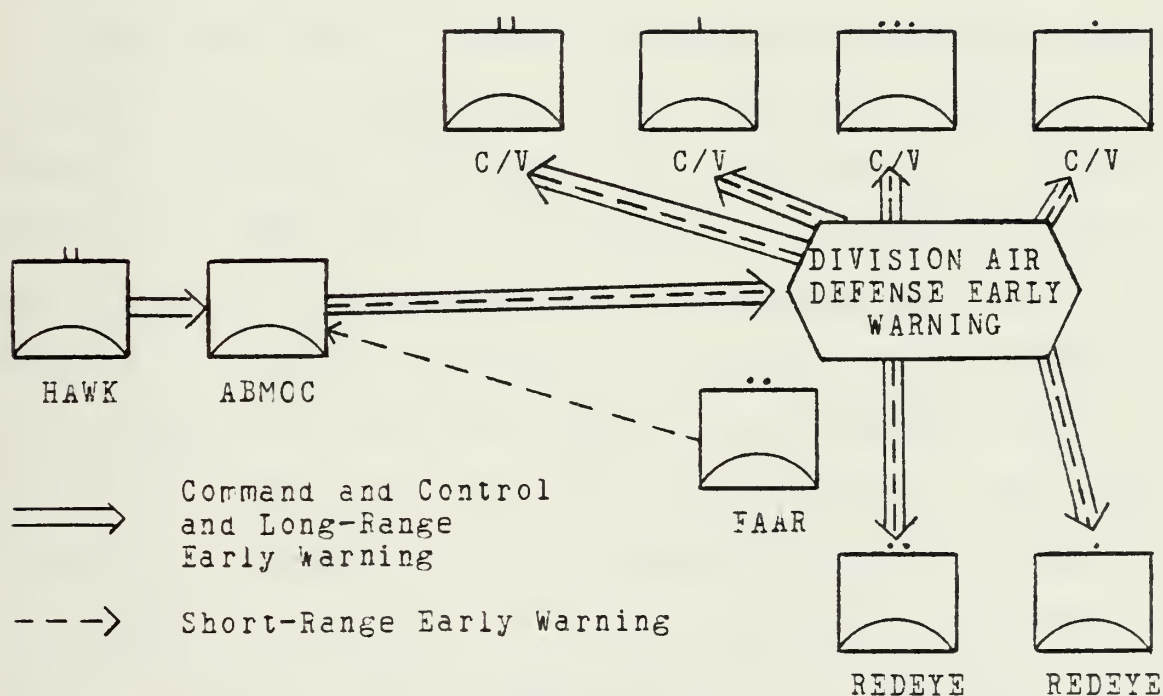 C/V C/V C/V C/V
DIVISION AIR
DEFENSE EARLY
WARNING
HAWK ABMOC
FAAR
Command and Control
and Long-Range
Early Warning
Short-Range Early Warning
REDEYE REDEYE